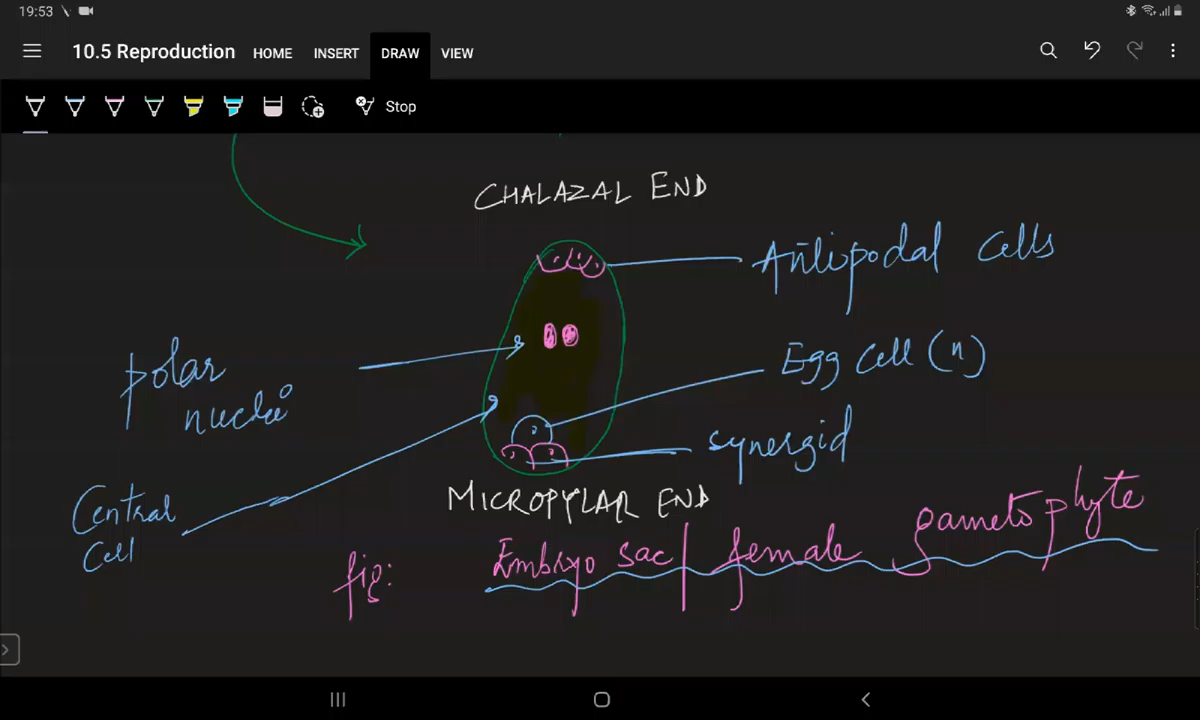 19:53
10.5 Reproduction HOME INSERT DRAW VIEW
Stop
CHALAZAL END
Antipodal cells
Egg cell (n)
polar
nuclei
synergid
Central
cell
MICROPYLAR END
fig: Embryo sac/ female gametophyte